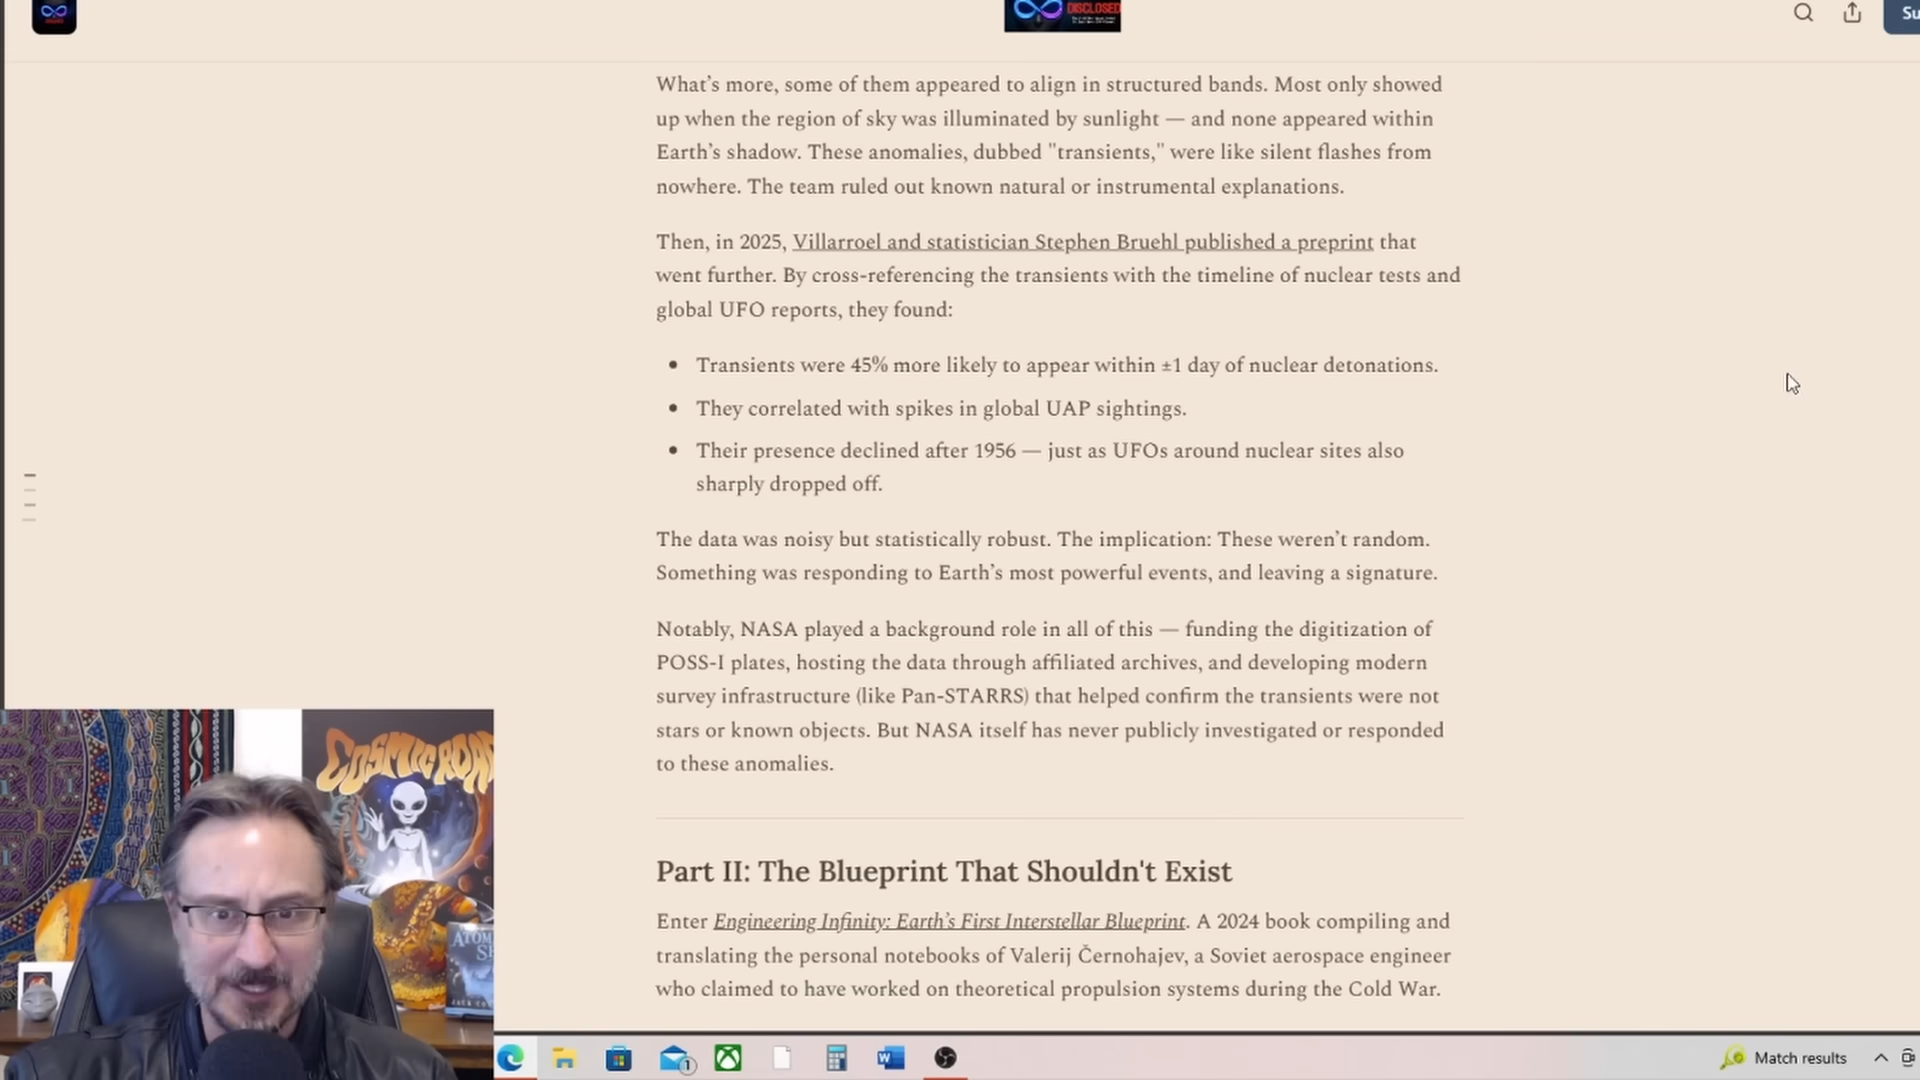 DISCLOSED
Su
What's more, some of them appeared to align in structured bands. Most only showed
up when the region of sky was illuminated by sunlight — and none appeared within
Earth's shadow. These anomalies, dubbed "transients," were like silent flashes from
nowhere. The team ruled out known natural or instrumental explanations.
Then, in 2025, Villarroel and statistician Stephen Bruehl published a preprint that
went further. By cross-referencing the transients with the timeline of nuclear tests and
global UFO reports, they found:
• Transients were 45% more likely to appear within ±1 day of nuclear detonations.
• They correlated with spikes in global UAP sightings.
• Their presence declined after 1956 — just as UFOs around nuclear sites also
sharply dropped off.
The data was noisy but statistically robust. The implication: These weren't random.
Something was responding to Earth's most powerful events, and leaving a signature.
Notably, NASA played a background role in all of this — funding the digitization of
POSS-I plates, hosting the data through affiliated archives, and developing modern
survey infrastructure (like Pan-STARRS) that helped confirm the transients were not
stars or known objects. But NASA itself has never publicly investigated or responded
to these anomalies.
Part II: The Blueprint That Shouldn't Exist
Enter Engineering Infinity: Earth's First Interstellar Blueprint. A 2024 book compiling and
translating the personal notebooks of Valerij Černohajev, a Soviet aerospace engineer
who claimed to have worked on theoretical propulsion systems during the Cold War.
COSMIC ROA
ATOM
1
Match results